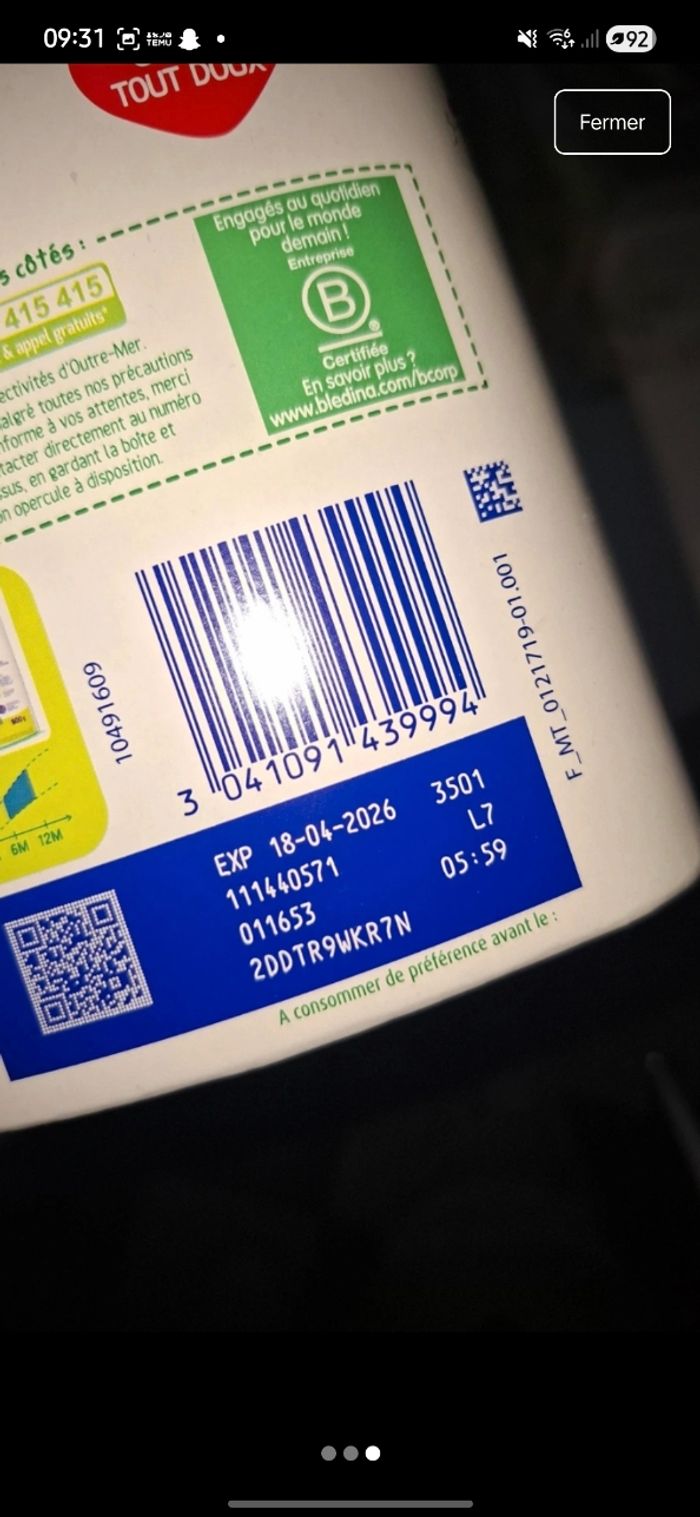 09:31
TEMU
6
92
Fermer
TOUT DOUX
s côtés :
415 415
& appel gratuits*
ectivités d'Outre-Mer.
algré toutes nos précautions
nforme à vos attentes, merci
tacter directement au numéro
ssus, en gardant la boîte et
on opercule à disposition.
Engagés au quotidien
pour le monde
demain !
Entreprise
B
®
Certifiée
En savoir plus ?
www.bledina.com/bcorp
10491609
3 041091 439994
F_MT_0121719-01.001
6M 12M
EXP 18-04-2026 3501
111440571 L7
011653 05:59
2DDTR9WKR7N
A consommer de préférence avant le :